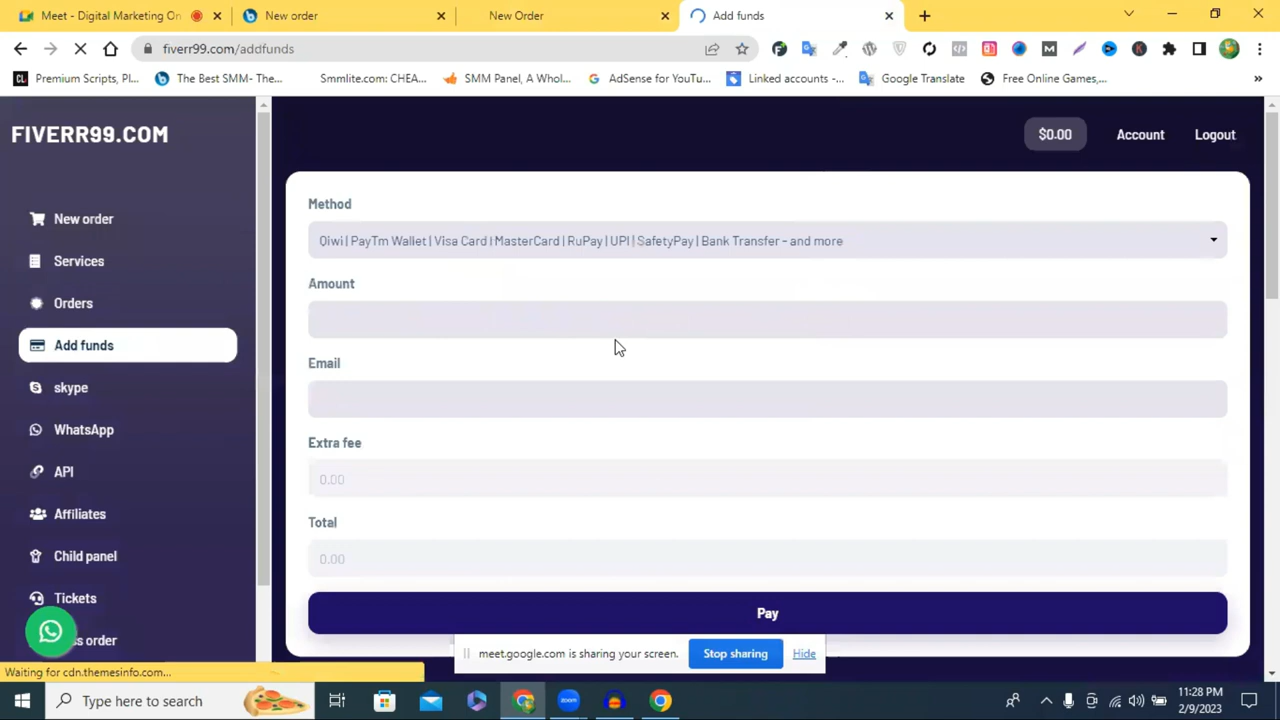 Meet - Digital Marketing On
New order
New Order
Add funds
fiverr99.com/addfunds
Premium Scripts, Pl...
The Best SMM- The...
Smmlite.com: CHEA...
SMM Panel, A Whol...
AdSense for YouTu...
Linked accounts -...
Google Translate
Free Online Games,...
FIVERR99.COM
$0.00
Account
Logout
New order
Services
Orders
Add funds
skype
WhatsApp
API
Affiliates
Child panel
Tickets
Method
Qiwi | PayTm Wallet | Visa Card | MasterCard | RuPay | UPI | SafetyPay | Bank Transfer - and more
Amount
Email
Extra fee
0.00
Total
0.00
Pay
order
meet.google.com is sharing your screen.
Stop sharing
Hide
Waiting for cdn.themesinfo.com...
Type here to search
zoom
11:28 PM
2/9/2023